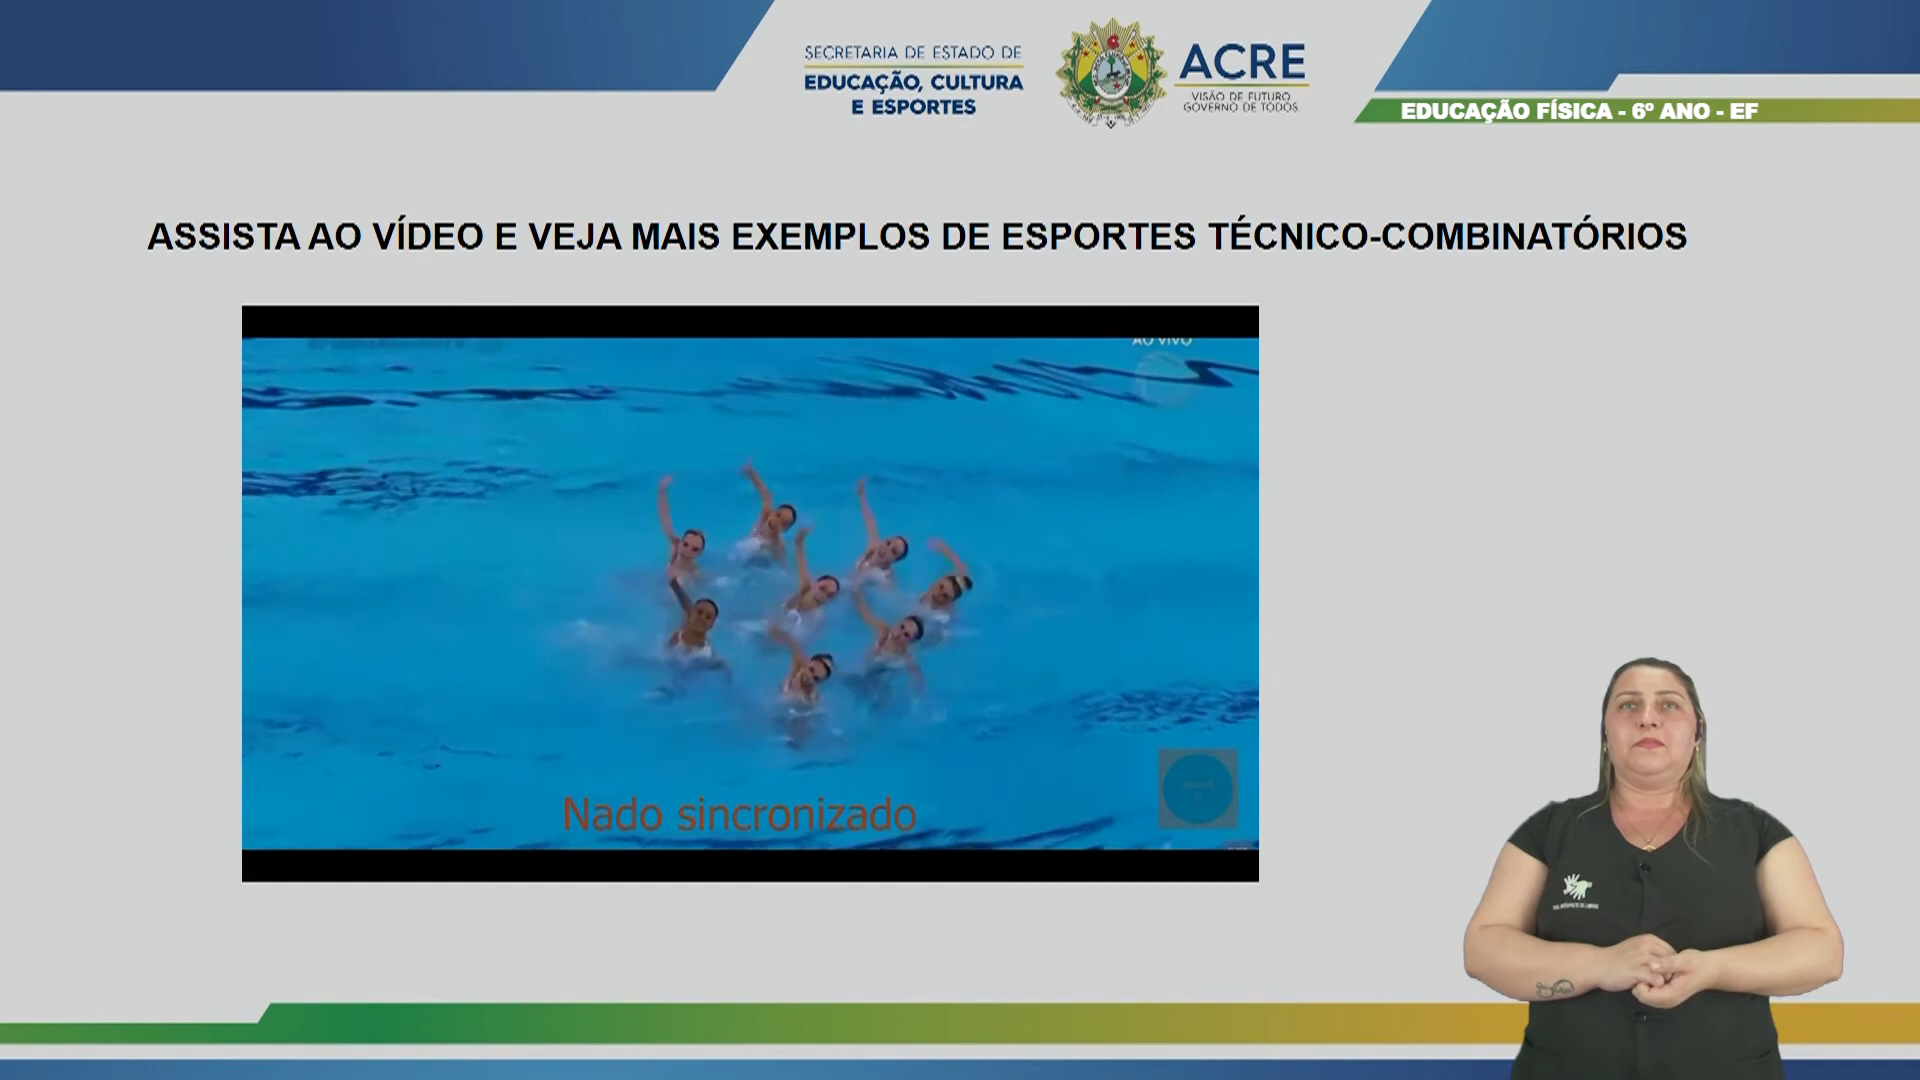 SECRETARIA DE ESTADO DE
EDUCAÇÃO, CULTURA
E ESPORTES
ACRE
VISÃO DE FUTURO
GOVERNO DE TODOS
EDUCAÇÃO FÍSICA - 6º ANO - EF
ASSISTA AO VÍDEO E VEJA MAIS EXEMPLOS DE ESPORTES TÉCNICO-COMBINATÓRIOS
AO VIVO
Nado sincronizado